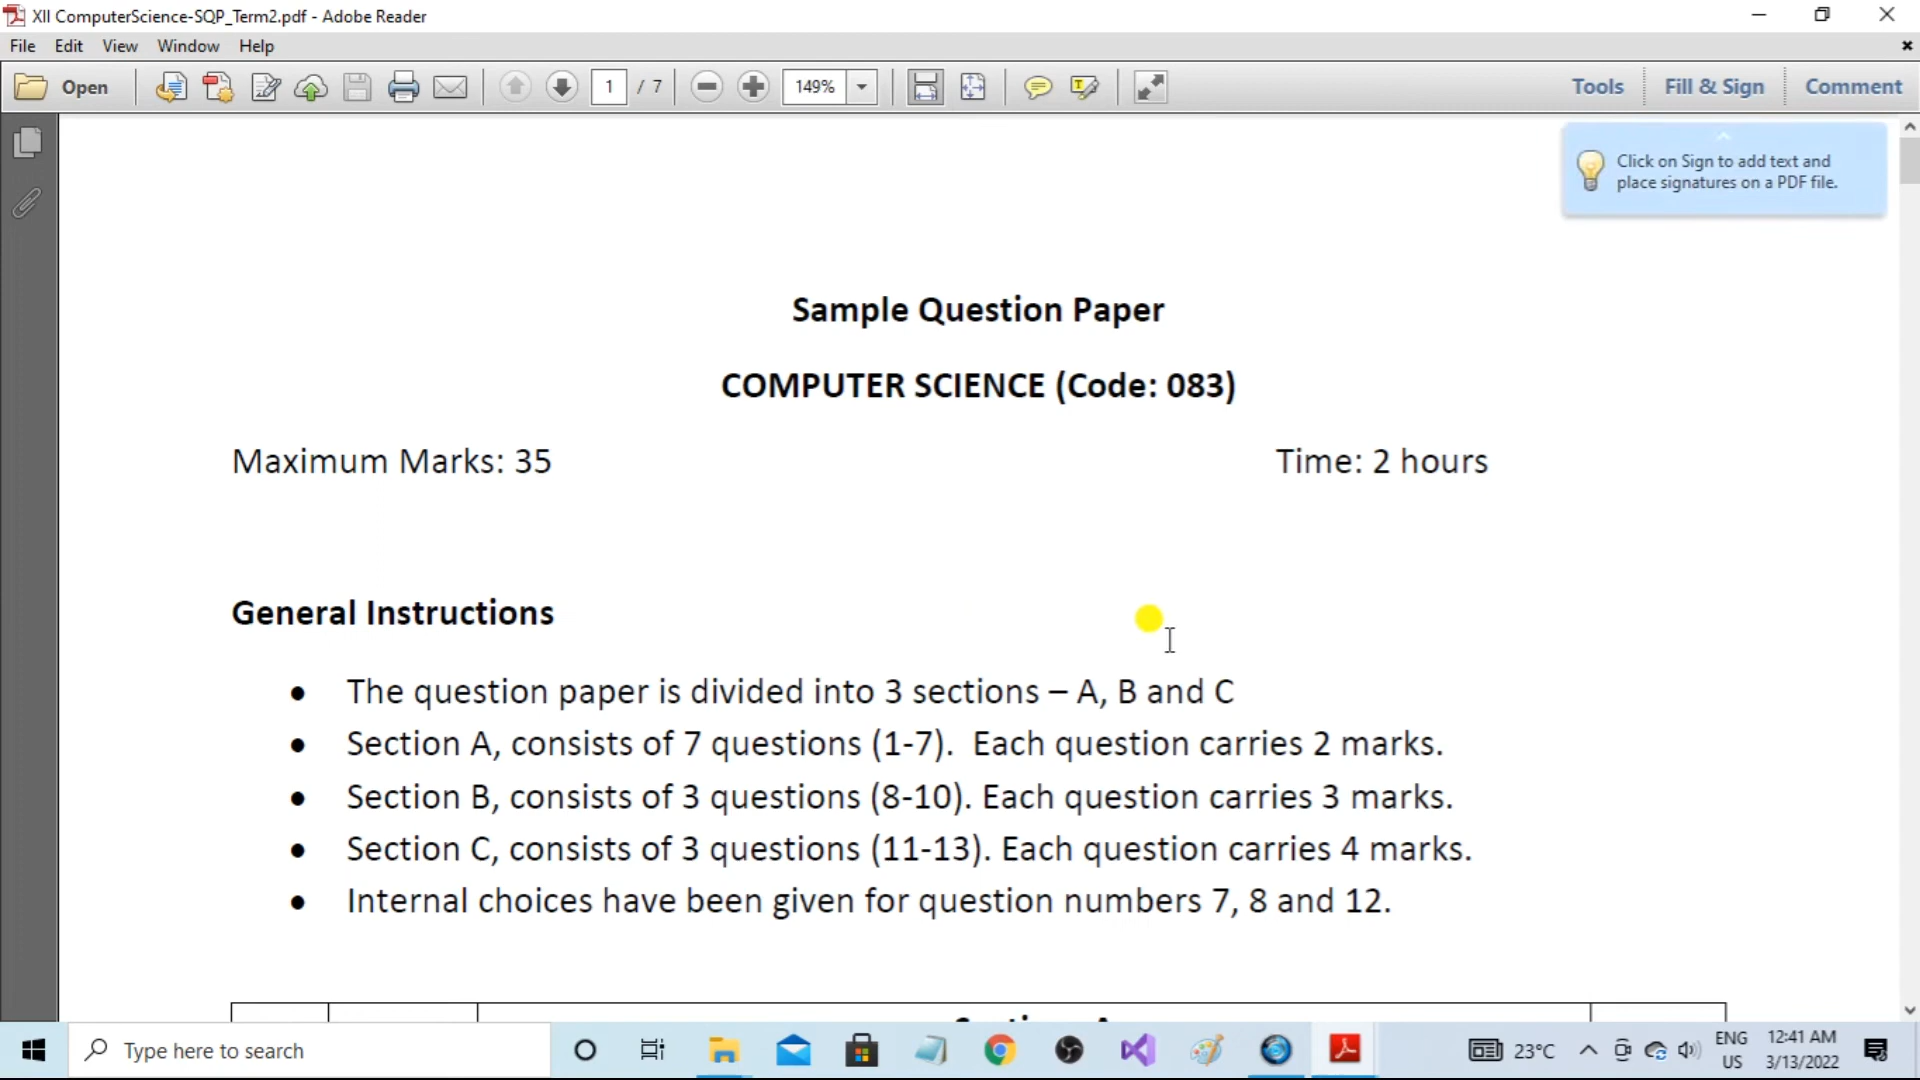 XII ComputerScience-SQP_Term2.pdf - Adobe Reader
File Edit View Window Help
Open 1 / 7 149% Tools Fill & Sign Comment
Click on Sign to add text and
place signatures on a PDF file.
Sample Question Paper
COMPUTER SCIENCE (Code: 083)
Maximum Marks: 35 Time: 2 hours
General Instructions
• The question paper is divided into 3 sections – A, B and C
• Section A, consists of 7 questions (1-7). Each question carries 2 marks.
• Section B, consists of 3 questions (8-10). Each question carries 3 marks.
• Section C, consists of 3 questions (11-13). Each question carries 4 marks.
• Internal choices have been given for question numbers 7, 8 and 12.
Type here to search
23°C
ENG
US
12:41 AM
3/13/2022